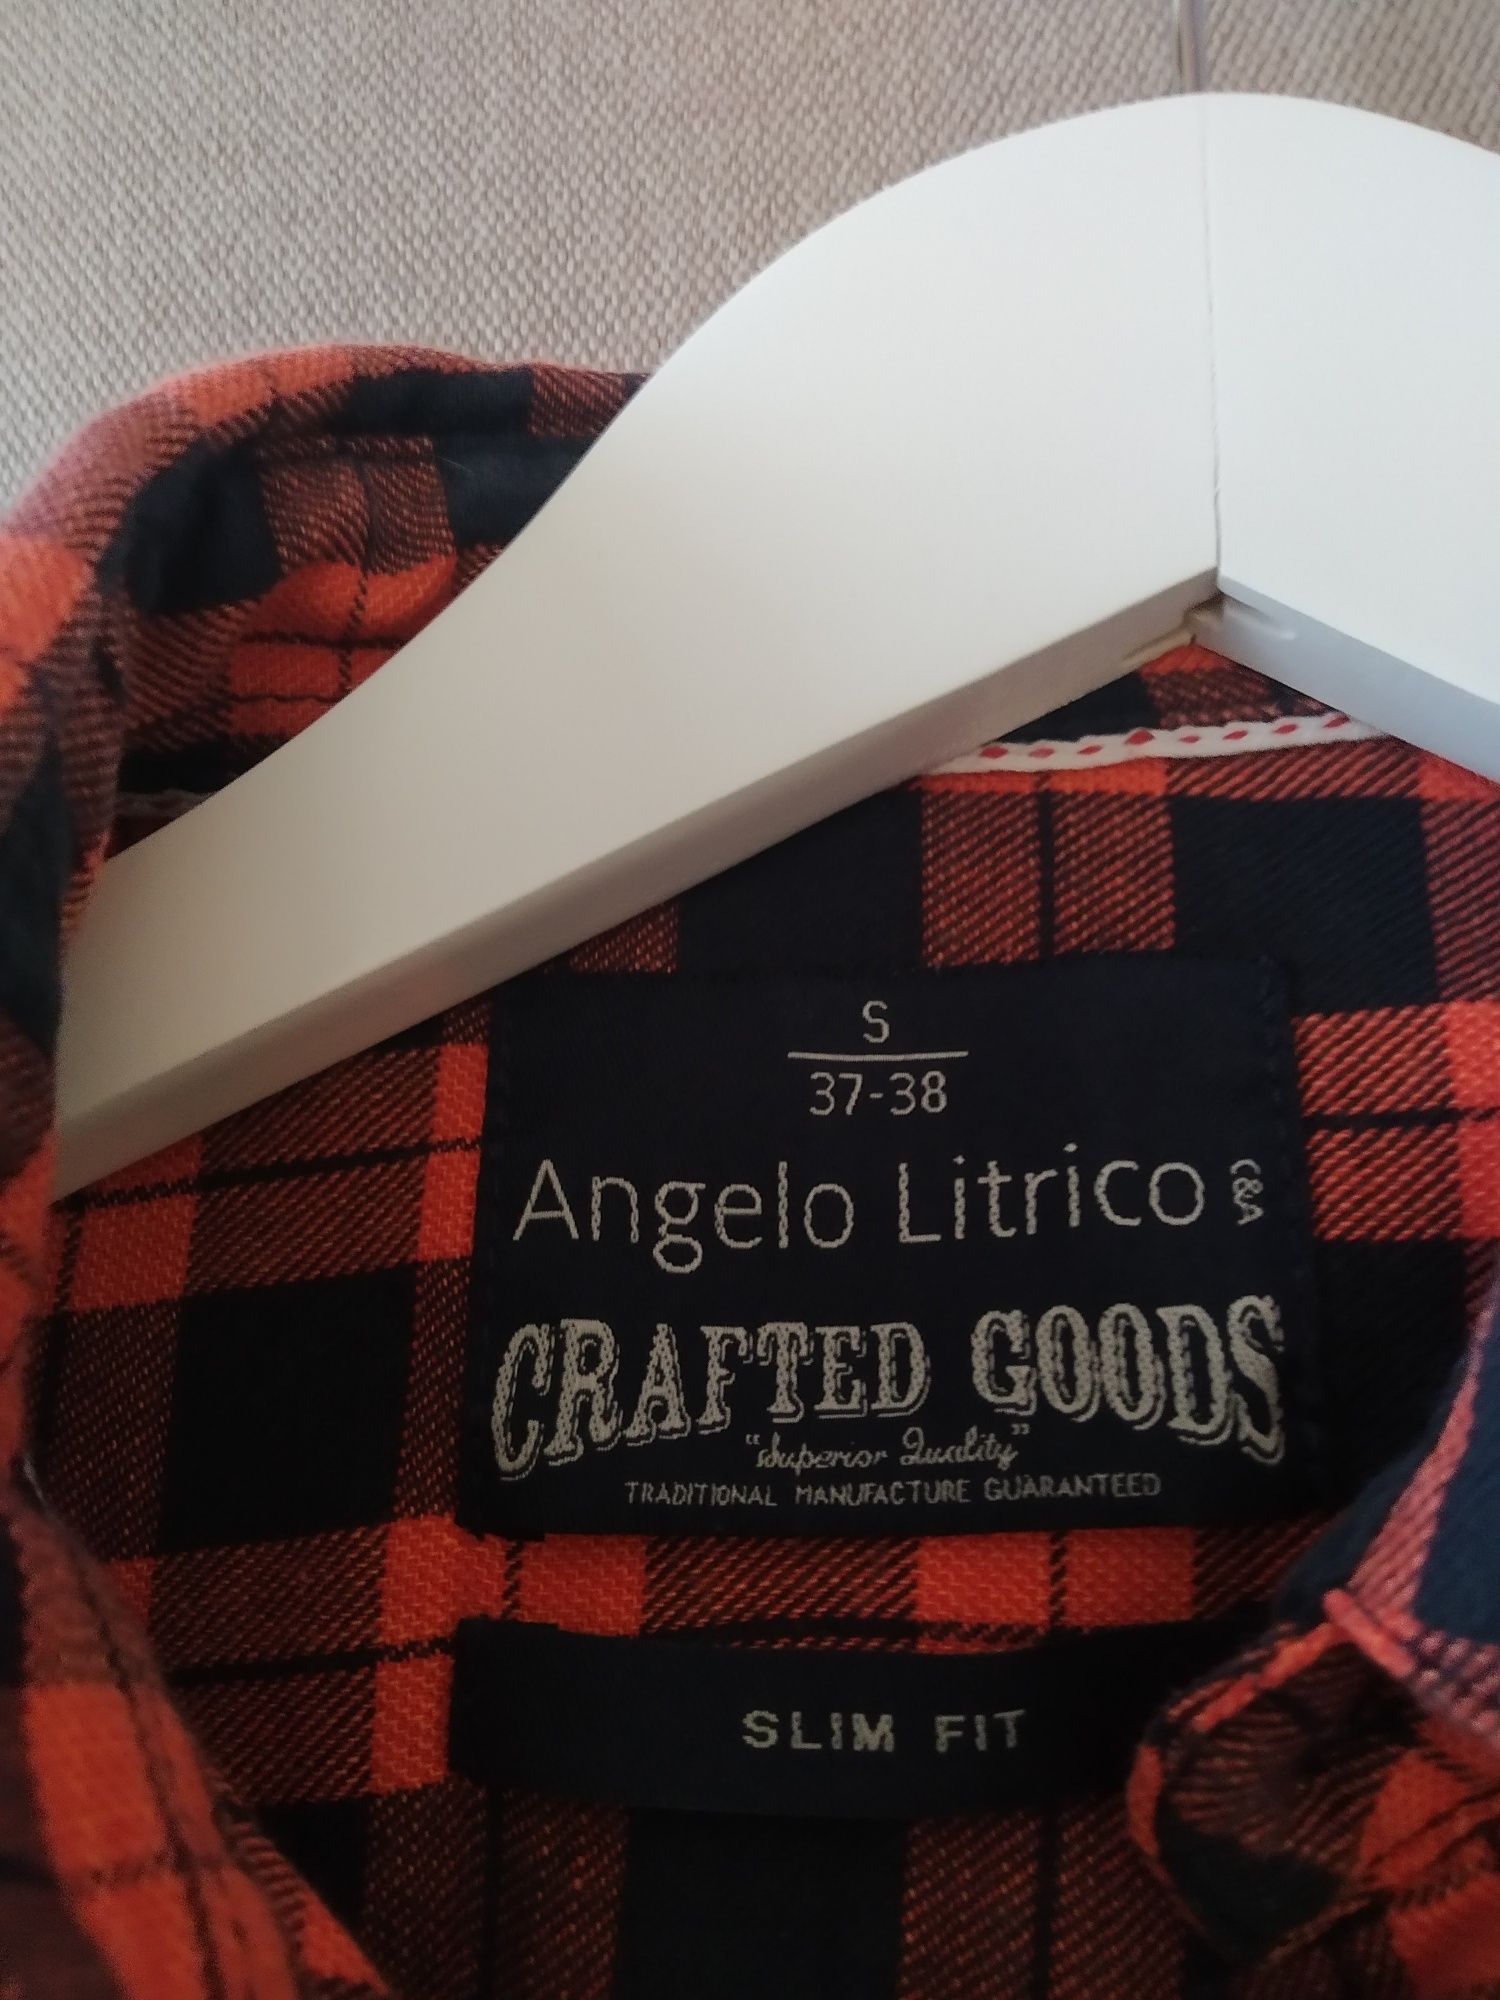 S
37-38
Angelo Litrico C&A
CRAFTED GOODS
"Superior Quality"
TRADITIONAL MANUFACTURE GUARANTEED
SLIM FIT